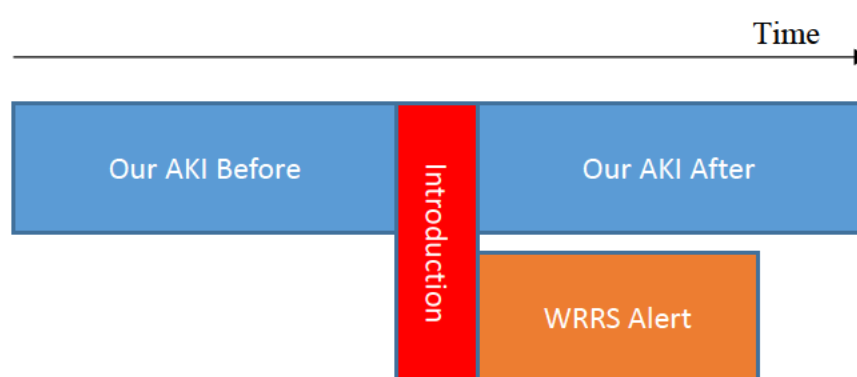 Time
Our AKI Before
Introduction
Our AKI After
WRRS Alert